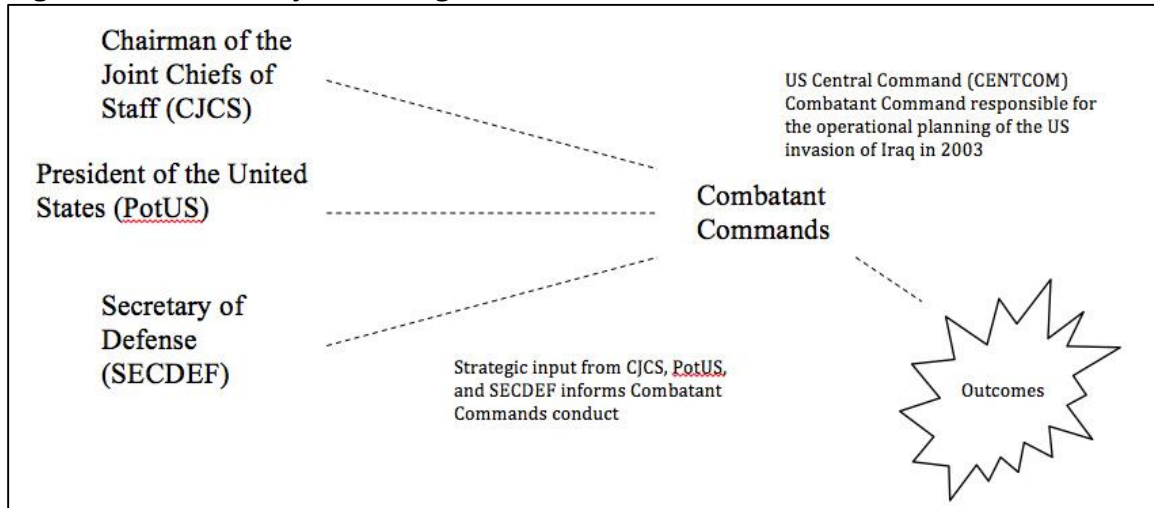 Chairman of the
Joint Chiefs of
Staff (CJCS)
US Central Command (CENTCOM)
Combatant Command responsible for
the operational planning of the US
invasion of Iraq in 2003
President of the United
States (PotUS)
Combatant
Commands
Secretary of
Defense
(SECDEF)
Strategic input from CJCS, PotUS,
and SECDEF informs Combatant
Commands conduct
Outcomes